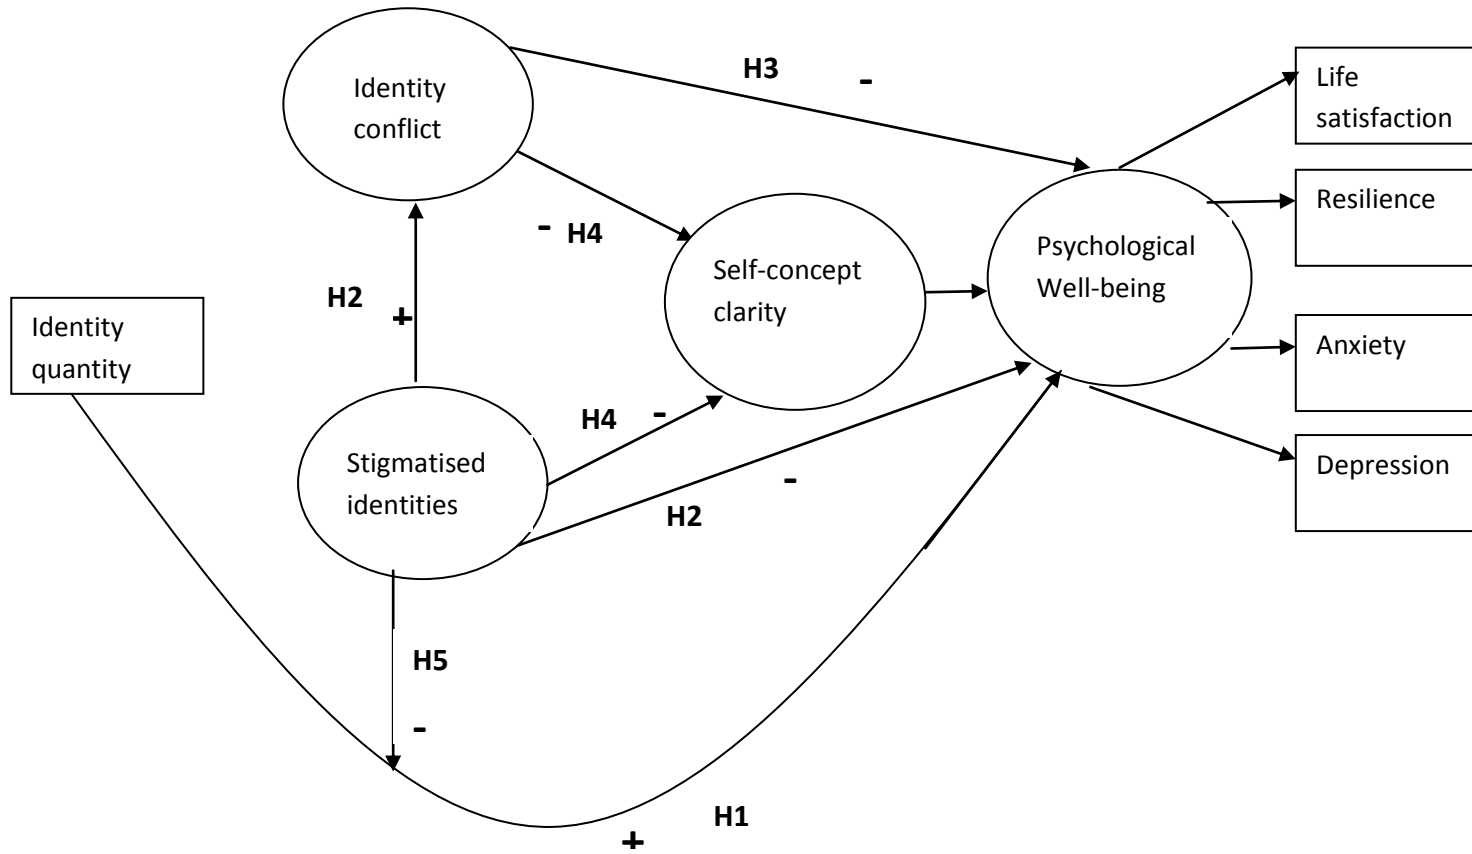 H3
-
Identity
conflict
Life
satisfaction
Resilience
- H4
Psychological
Well-being
Self-concept
clarity
H2
+
Identity
quantity
Anxiety
H4
-
Stigmatised
identities
Depression
-
H2
H5
-
H1
+